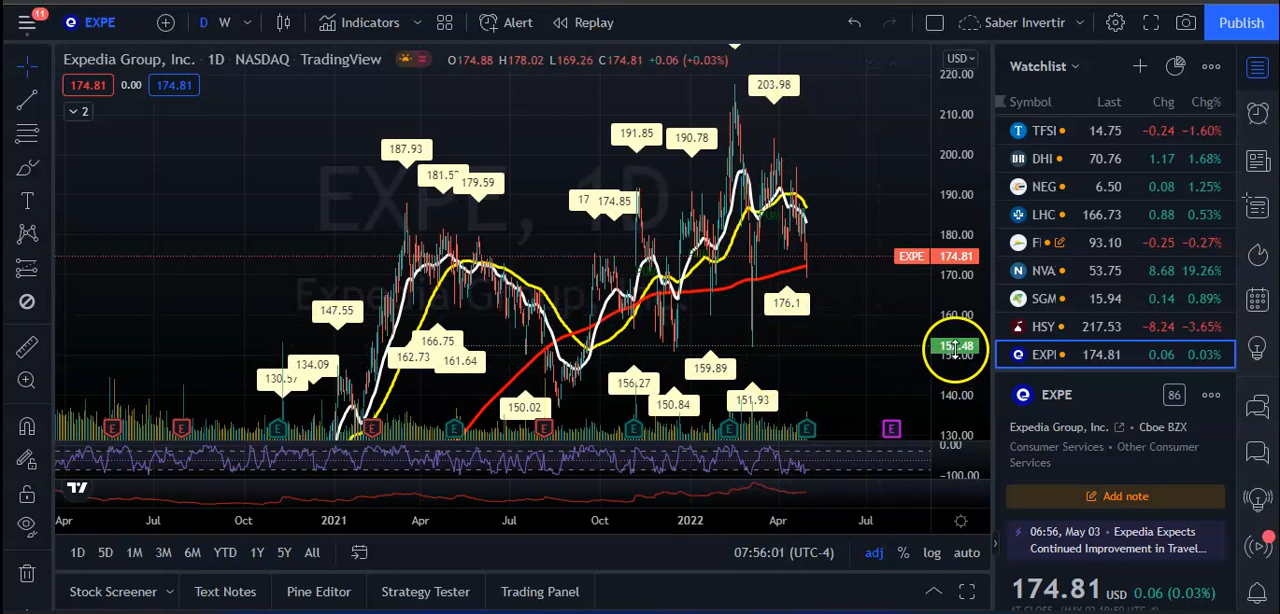 11
EXPE
D W
Indicators
Alert
Replay
Saber Invertir
Publish
Expedia Group, Inc. • 1D • NASDAQ • TradingView
O174.88 H178.02 L169.26 C174.81 +0.06 (+0.03%)
174.81 0.00 174.81
2
EXPE, 1D
USD
220.00
210.00
200.00
190.00
180.00
EXPE 174.81
170.00
160.00
140.00
130.00
0.00
-100.00
203.98
191.85
190.78
187.93
179.59
174.85
176.1
147.55
134.09
166.75
162.73
161.64
159.89
156.27
150.84
151.93
150.02
E E E E E E E E E E
Apr Jul Oct 2021 Apr Jul Oct 2022 Apr Jul
1D 5D 1M 3M 6M YTD 1Y 5Y All
07:56:01 (UTC-4)
adj % log auto
Stock Screener
Text Notes
Pine Editor
Strategy Tester
Trading Panel
Watchlist
Symbol Last Chg Chg%
TFSI 14.75 −0.24 −1.60%
DHI 70.76 1.17 1.68%
NEG 6.50 0.08 1.25%
LHC 166.73 0.88 0.53%
93.10 −0.25 −0.27%
NVA 53.75 8.68 19.26%
SGM 15.94 0.14 0.89%
HSY 217.53 −8.24 −3.65%
EXPI 174.81 0.06 0.03%
EXPE
86
Expedia Group, Inc. • Cboe BZX
Consumer Services • Other Consumer
Services
Add note
06:56, May 03 • Expedia Expects
Continued Improvement in Travel...
174.81 USD 0.06 (0.03%)